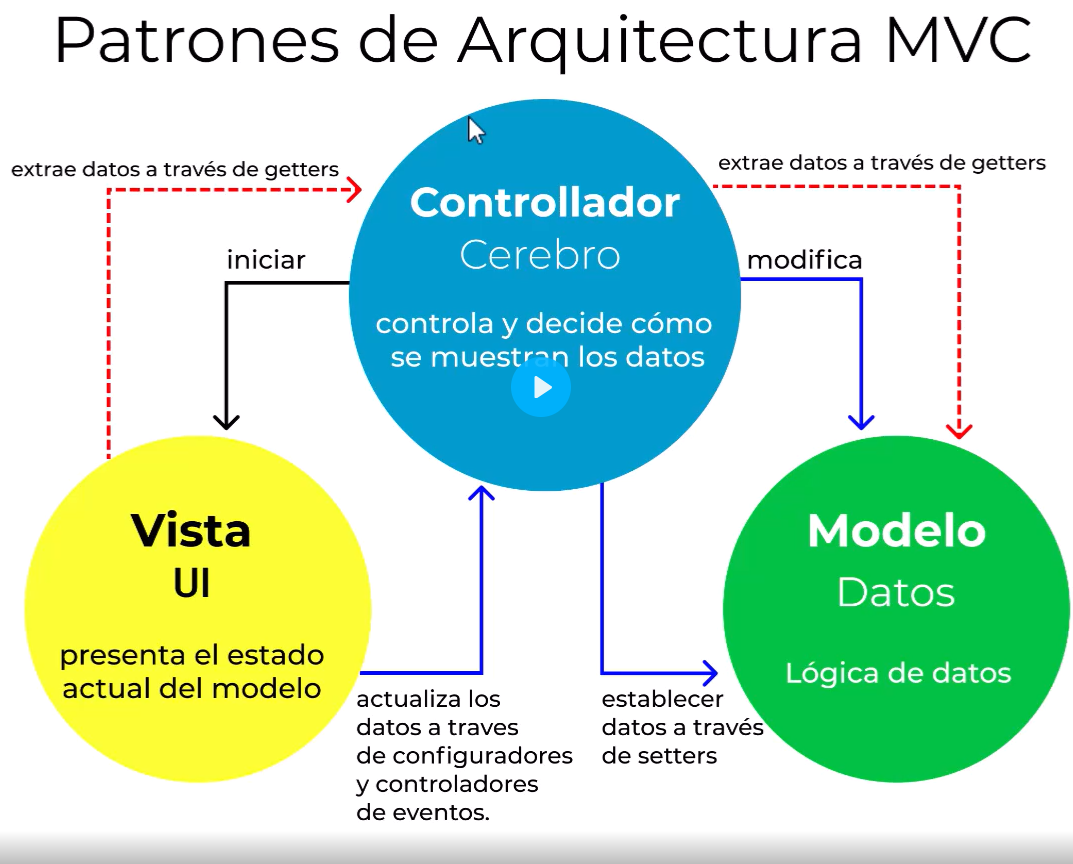 Patrones de Arquitectura MVC
extrae datos a través de getters
extrae datos a través de getters
Controllador
Cerebro
iniciar
modifica
controla y decide cómo
se muestran los datos
Vista
UI
presenta el estado
actual del modelo
Modelo
Datos
Lógica de datos
actualiza los
datos a traves
de configuradores
y controladores
de eventos.
establecer
datos a través
de setters